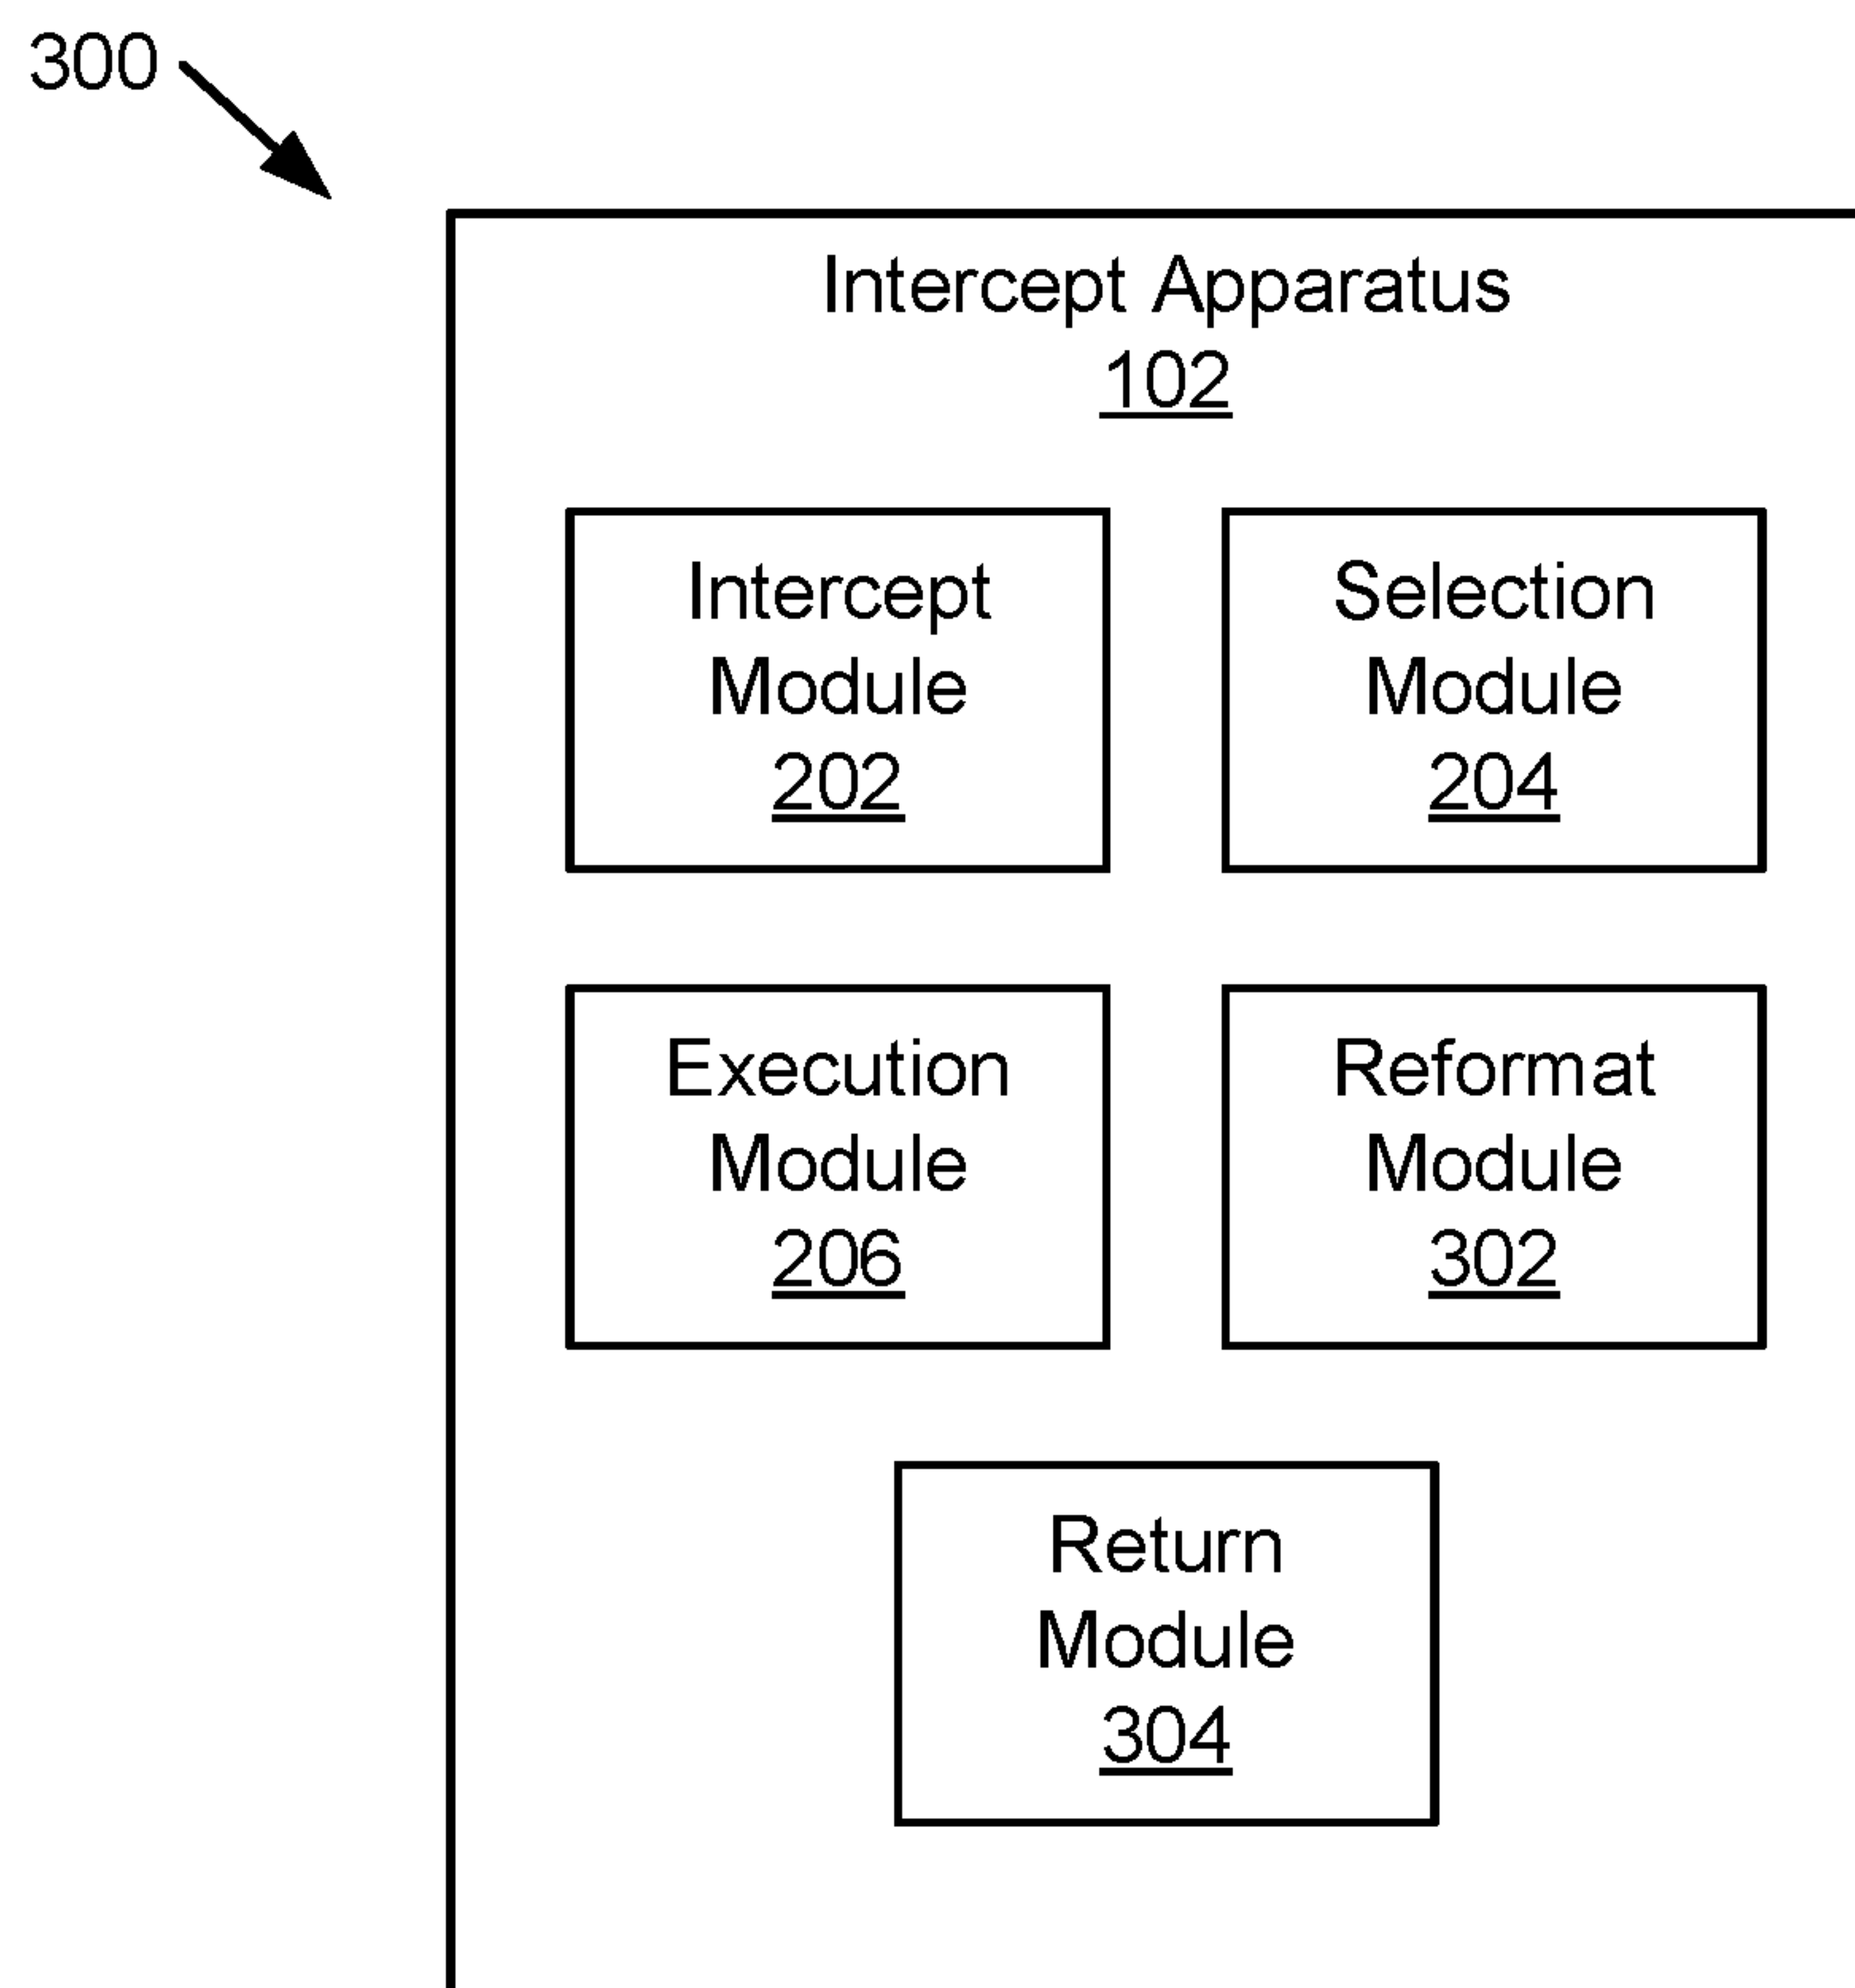 300
Intercept Apparatus
102
Intercept
Module
202
Selection
Module
204
Execution
Module
206
Reformat
Module
302
Return
Module
304